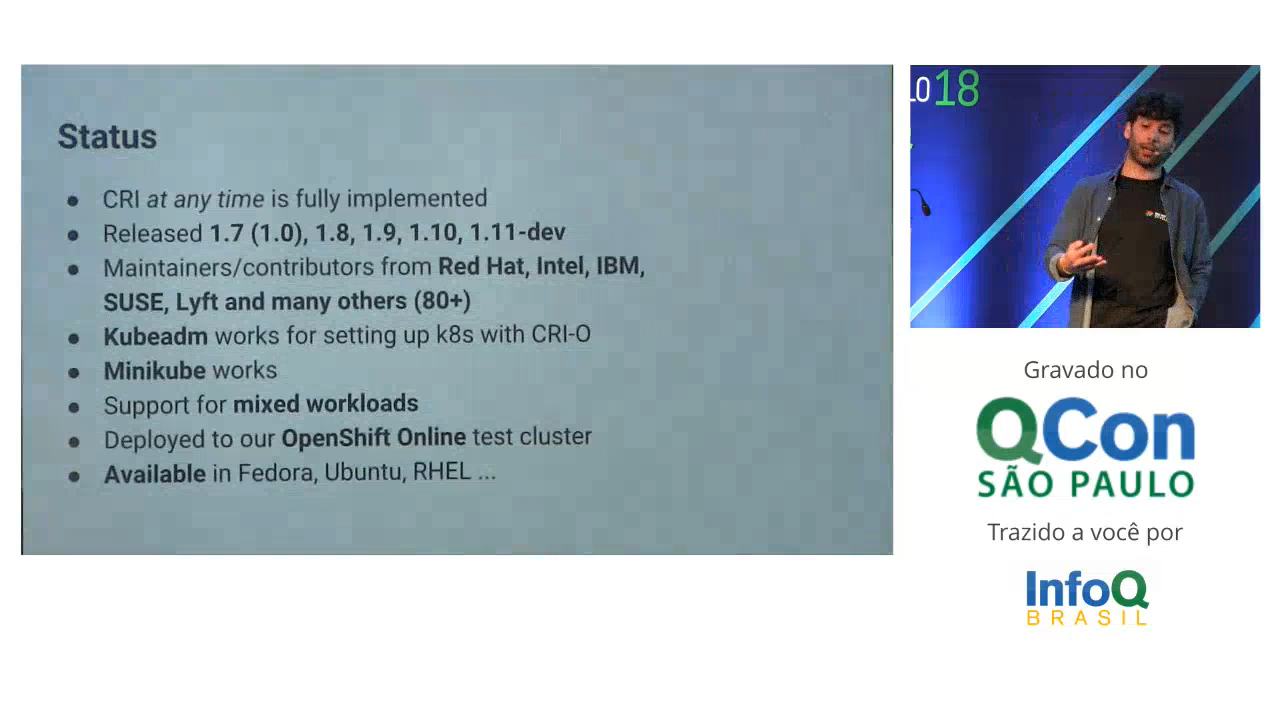 Status
● CRI at any time is fully implemented
● Released 1.7 (1.0), 1.8, 1.9, 1.10, 1.11-dev
● Maintainers/contributors from Red Hat, Intel, IBM,
SUSE, Lyft and many others (80+)
● Kubeadm works for setting up k8s with CRI-O
● Minikube works
● Support for mixed workloads
● Deployed to our OpenShift Online test cluster
● Available in Fedora, Ubuntu, RHEL ...
LO 18
Gravado no
QCon
SÃO PAULO
Trazido a você por
InfoQ
BRASIL